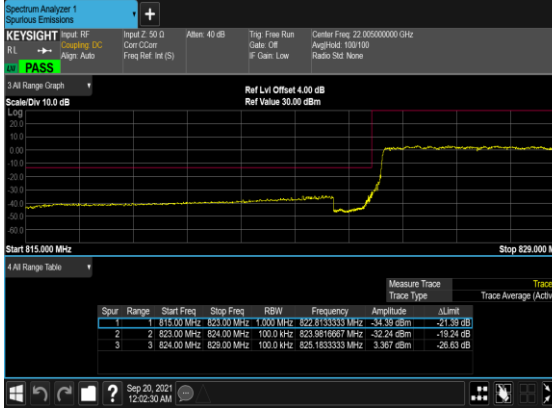 Spectrum Analyzer 1
Spurious Emissions
KEYSIGHT Input: RF Input Z: 50 Ω Atten: 40 dB Trig: Free Run Center Freq: 22.005000000 GHz
RL Coupling: DC Corr CCorr Gate: Off Avg|Hold: 100/100
Align: Auto Freq Ref: Int (S) IF Gain: Low Radio Std: None
PASS
3.All Range Graph
Ref Lvl Offset 4.00 dB
Scale/Div 10.0 dB Ref Value 30.00 dBm
Log
20.0
10.0
0.00
-10.0
-20.0
-30.0
-40.0
-50.0
-60.0
Start 815.000 MHz Stop 829.000 M
4.All Range Table
Measure Trace Trace
Trace Type Trace Average (Activ
Spur Range Start Freq Stop Freq RBW Frequency Amplitude ΔLimit
1 1 815.00 MHz 823.00 MHz 1.000 MHz 822.8133333 MHz -34.39 dBm -21.39 dB
2 2 823.00 MHz 824.00 MHz 100.0 kHz 823.9816667 MHz -32.24 dBm -19.24 dB
3 3 824.00 MHz 829.00 MHz 100.0 kHz 825.1833333 MHz 3.367 dBm -26.63 dB
?
Sep 20, 2021
12:02:30 AM